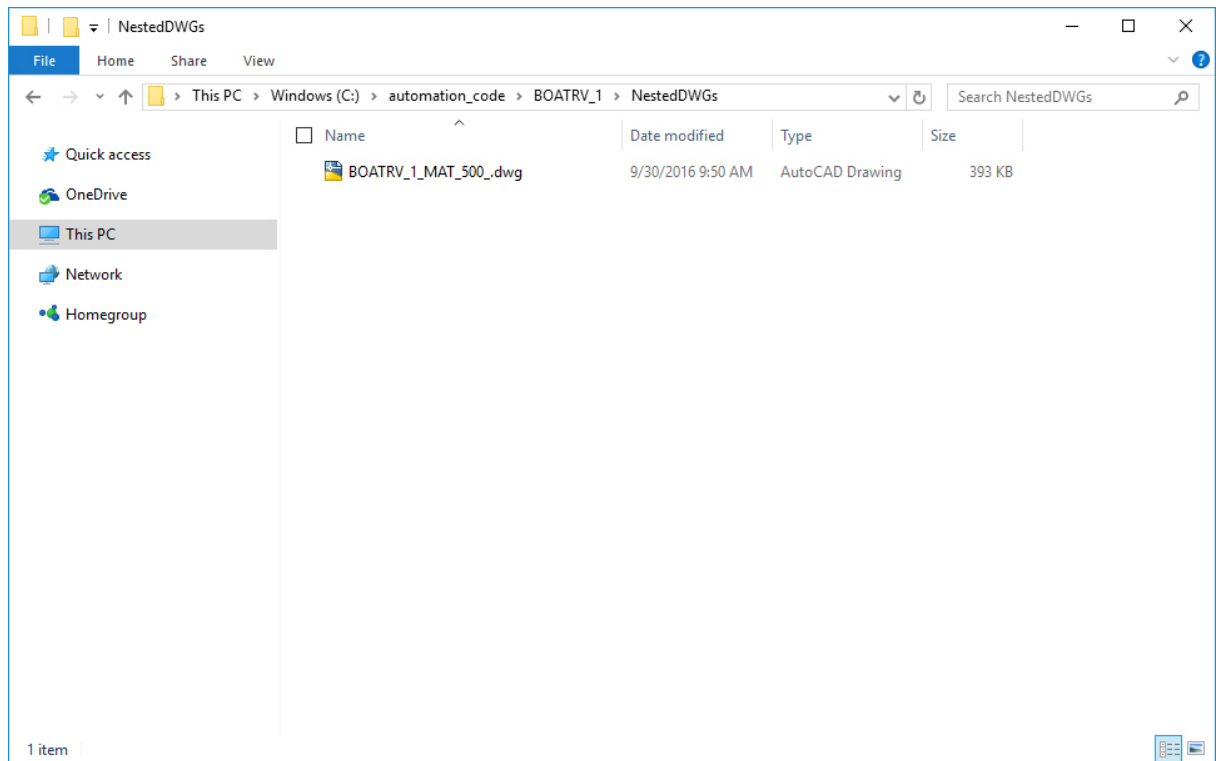 NestedDWGs
File Home Share View
This PC > Windows (C:) > automation_code > BOATRV_1 > NestedDWGs
Search NestedDWGs
Name Date modified Type Size
Quick access
BOATRV_1_MAT_500_.dwg 9/30/2016 9:50 AM AutoCAD Drawing 393 KB
OneDrive
This PC
Network
Homegroup
1 item